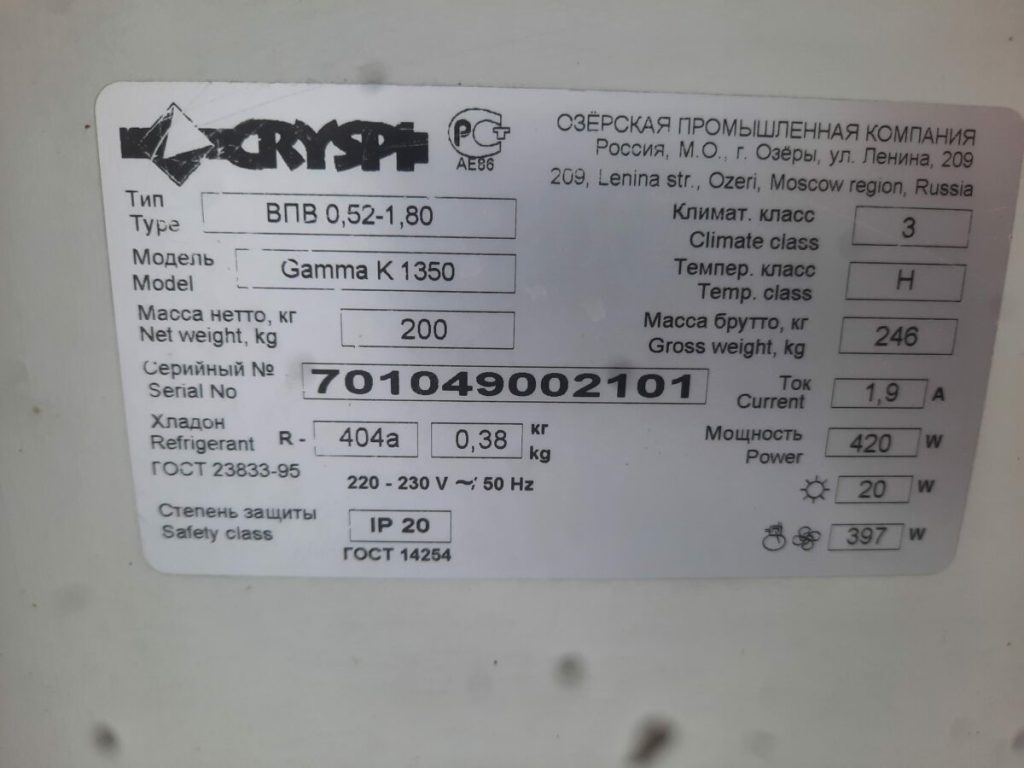 CRYSPI
РСТ
АЕ86
ОЗЁРСКАЯ ПРОМЫШЛЕННАЯ КОМПАНИЯ
Россия, М.О., г. Озёры, ул. Ленина, 209
209, Lenina str., Ozeri, Moscow region, Russia
Тип
Type
ВПВ 0,52-1,80
Модель
Model
Gamma K 1350
Масса нетто, кг
Net weight, kg
200
Серийный №
Serial No
701049002101
Хладон
Refrigerant
R - 404a 0,38 кг
kg
ГОСТ 23833-95
220 - 230 V ~; 50 Hz
Степень защиты
Safety class
IP 20
ГОСТ 14254
Климат. класс
Climate class
3
Темпер. класс
Temp. class
Н
Масса брутто, кг
Gross weight, kg
246
Ток
Current
1,9 А
Мощность
Power
420 W
20 W
397 W